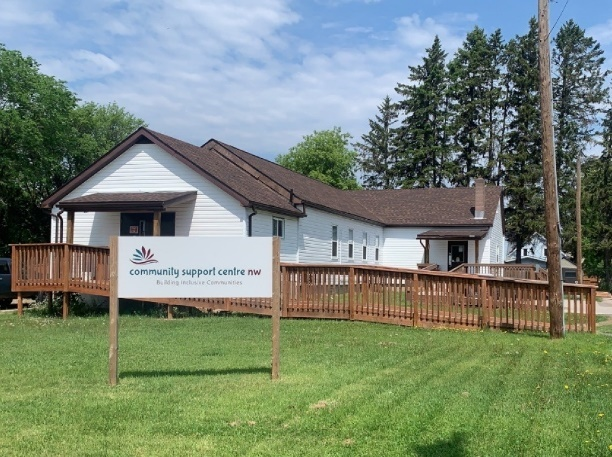 community support centre nw
Building Inclusive Communities